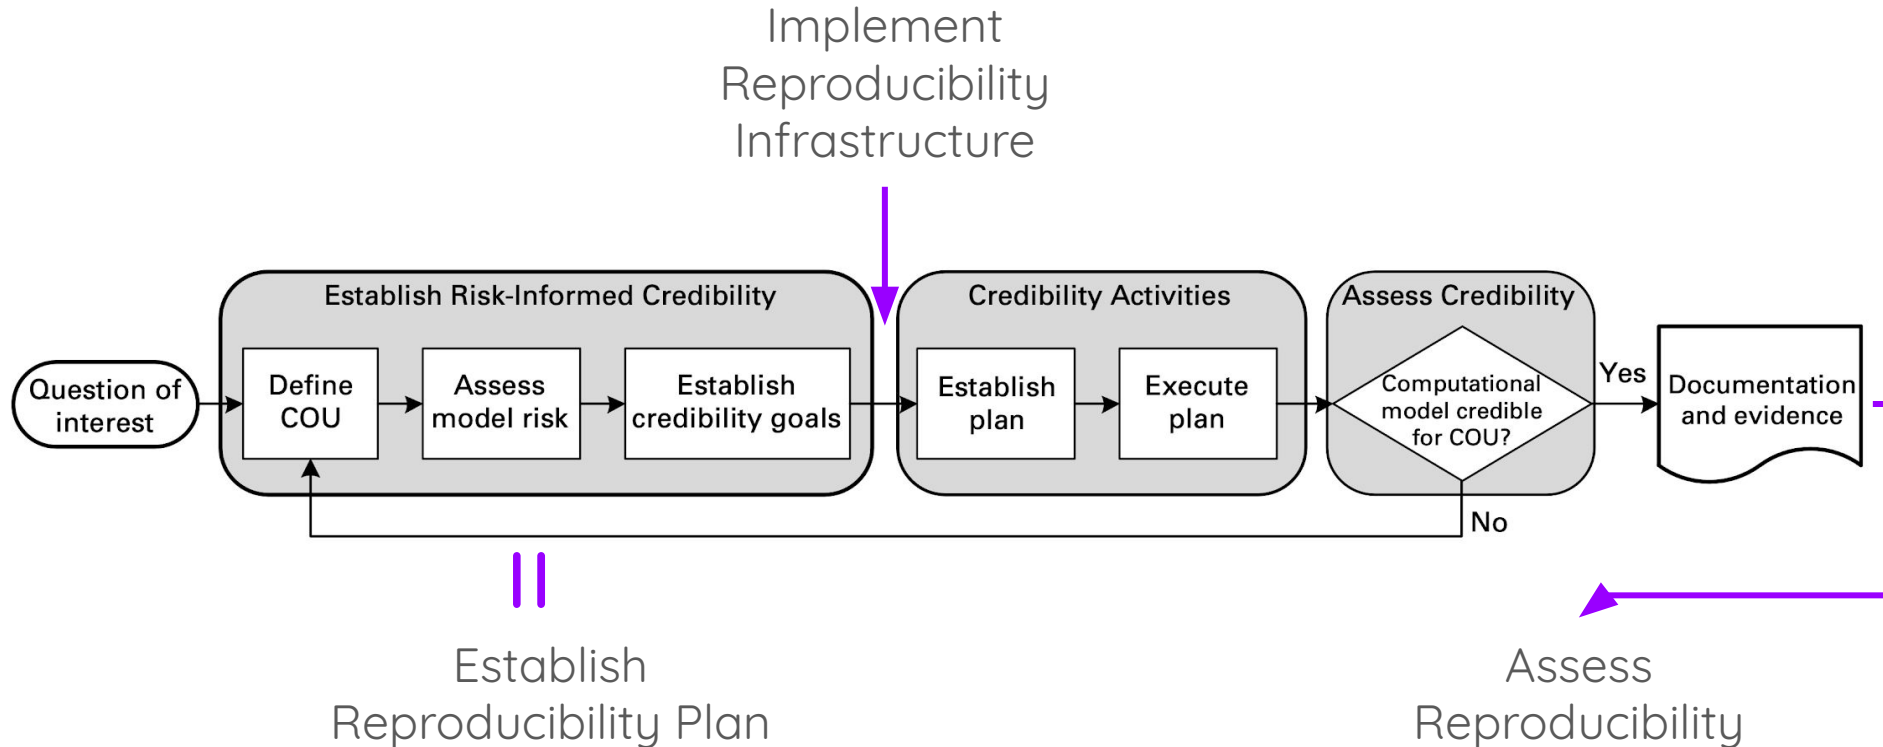 Implement
Reproducibility
Infrastructure
Establish Risk-Informed Credibility
Credibility Activities
Assess Credibility
Question of
interest
Define
COU
Assess
model risk
Establish
credibility goals
Establish
plan
Execute
plan
Computational
model credible
for COU?
Yes
Documentation
and evidence
No
Establish
Reproducibility Plan
Assess
Reproducibility